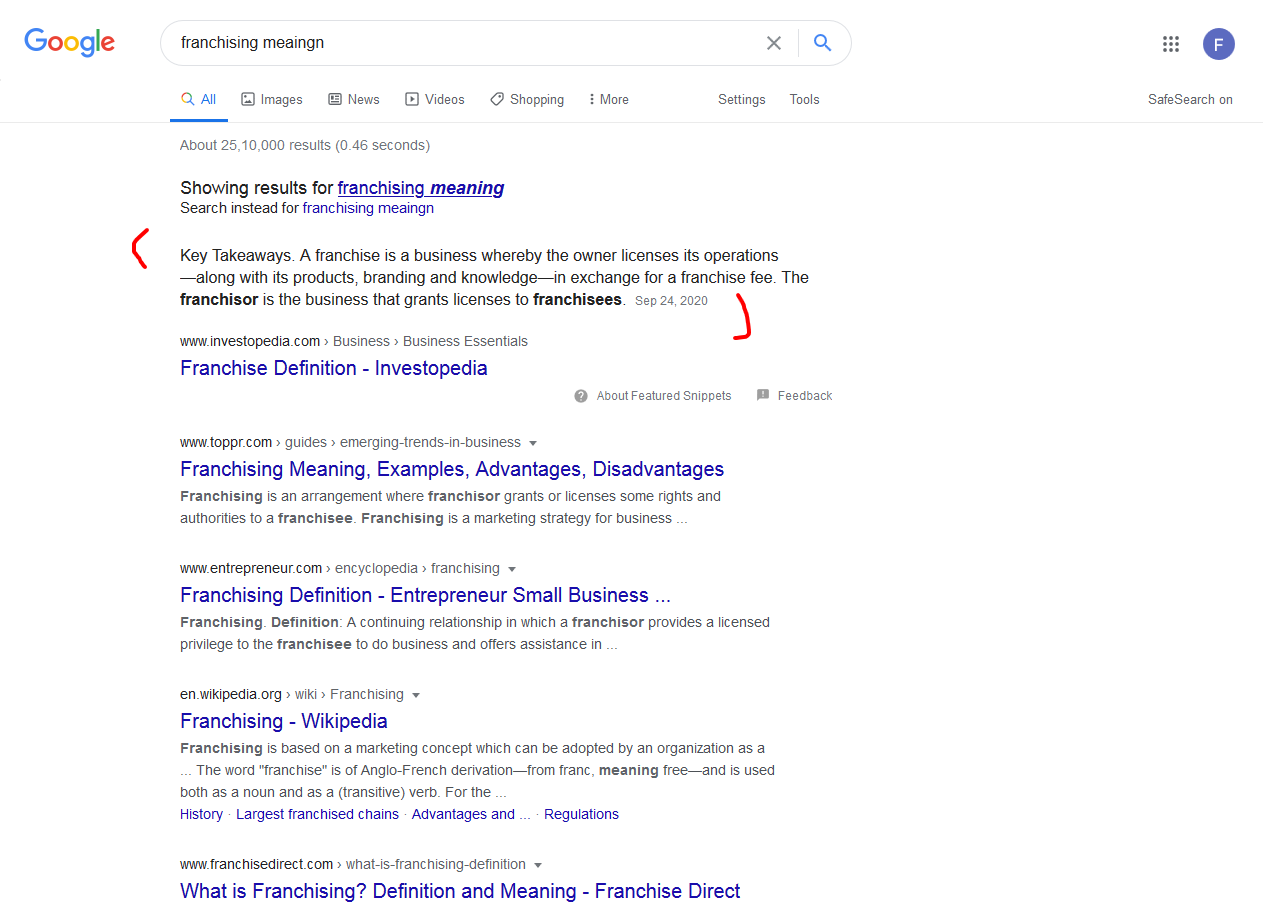 Google
franchising meaingn
F
All Images News Videos Shopping More Settings Tools SafeSearch on
About 25,10,000 results (0.46 seconds)
Showing results for franchising meaning
Search instead for franchising meaingn
Key Takeaways. A franchise is a business whereby the owner licenses its operations
—along with its products, branding and knowledge—in exchange for a franchise fee. The
franchisor is the business that grants licenses to franchisees. Sep 24, 2020
www.investopedia.com › Business › Business Essentials
Franchise Definition - Investopedia
About Featured Snippets Feedback
www.toppr.com › guides › emerging-trends-in-business
Franchising Meaning, Examples, Advantages, Disadvantages
Franchising is an arrangement where franchisor grants or licenses some rights and
authorities to a franchisee. Franchising is a marketing strategy for business ...
www.entrepreneur.com › encyclopedia › franchising
Franchising Definition - Entrepreneur Small Business ...
Franchising. Definition: A continuing relationship in which a franchisor provides a licensed
privilege to the franchisee to do business and offers assistance in ...
en.wikipedia.org › wiki › Franchising
Franchising - Wikipedia
Franchising is based on a marketing concept which can be adopted by an organization as a
... The word "franchise" is of Anglo-French derivation—from franc, meaning free—and is used
both as a noun and as a (transitive) verb. For the ...
History · Largest franchised chains · Advantages and ... · Regulations
www.franchisedirect.com › what-is-franchising-definition
What is Franchising? Definition and Meaning - Franchise Direct